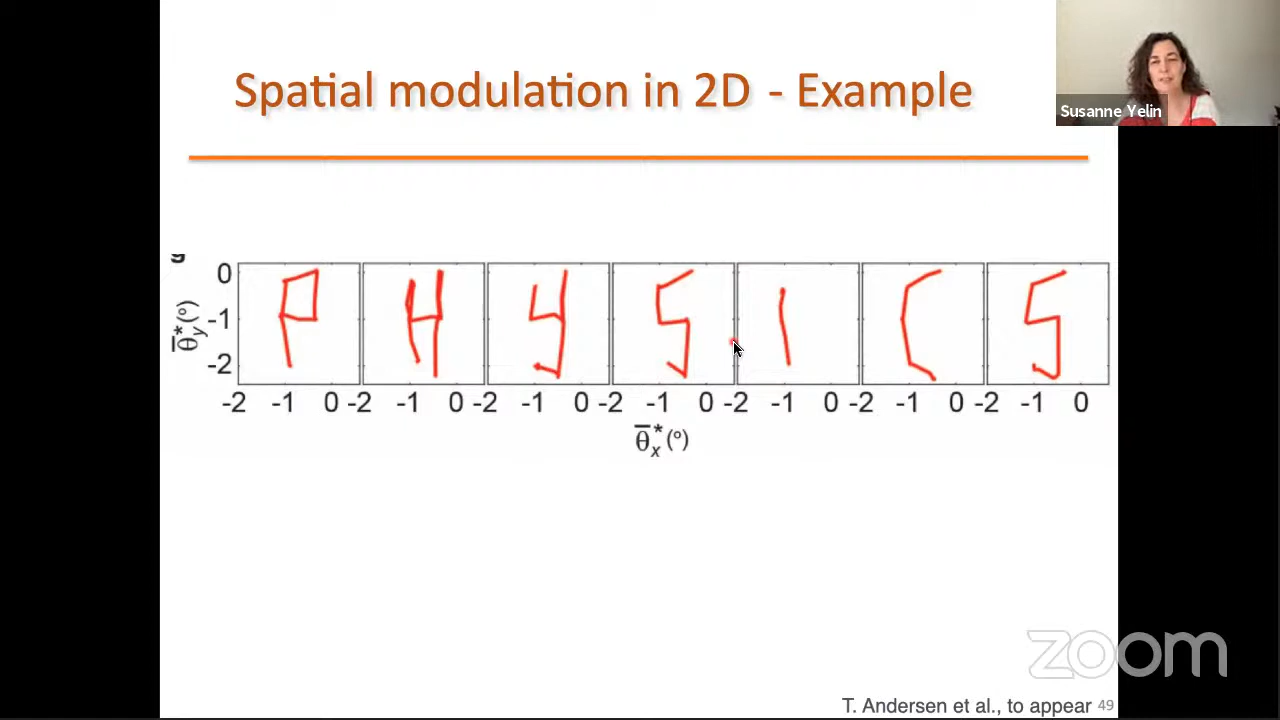 Spatial modulation in 2D - Example
Susanne Yelin
P H Y S I C S
0
-1
-2
θ̅*y(º)
-2 -1 0 -2 -1 0 -2 -1 0 -2 -1 0 -2 -1 0 -2 -1 0 -2 -1 0
θ̅*x(º)
zoom
T. Andersen et al., to appear 49